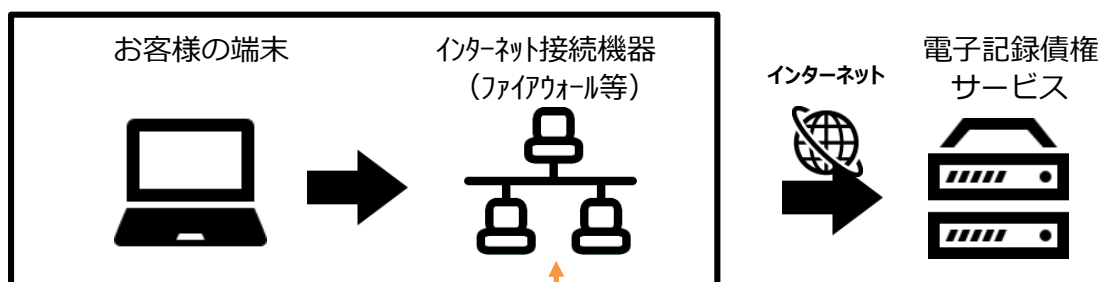 お客様の端末
インターネット接続機器
（ファイアウォール等）
インターネット
電子記録債権
サービス